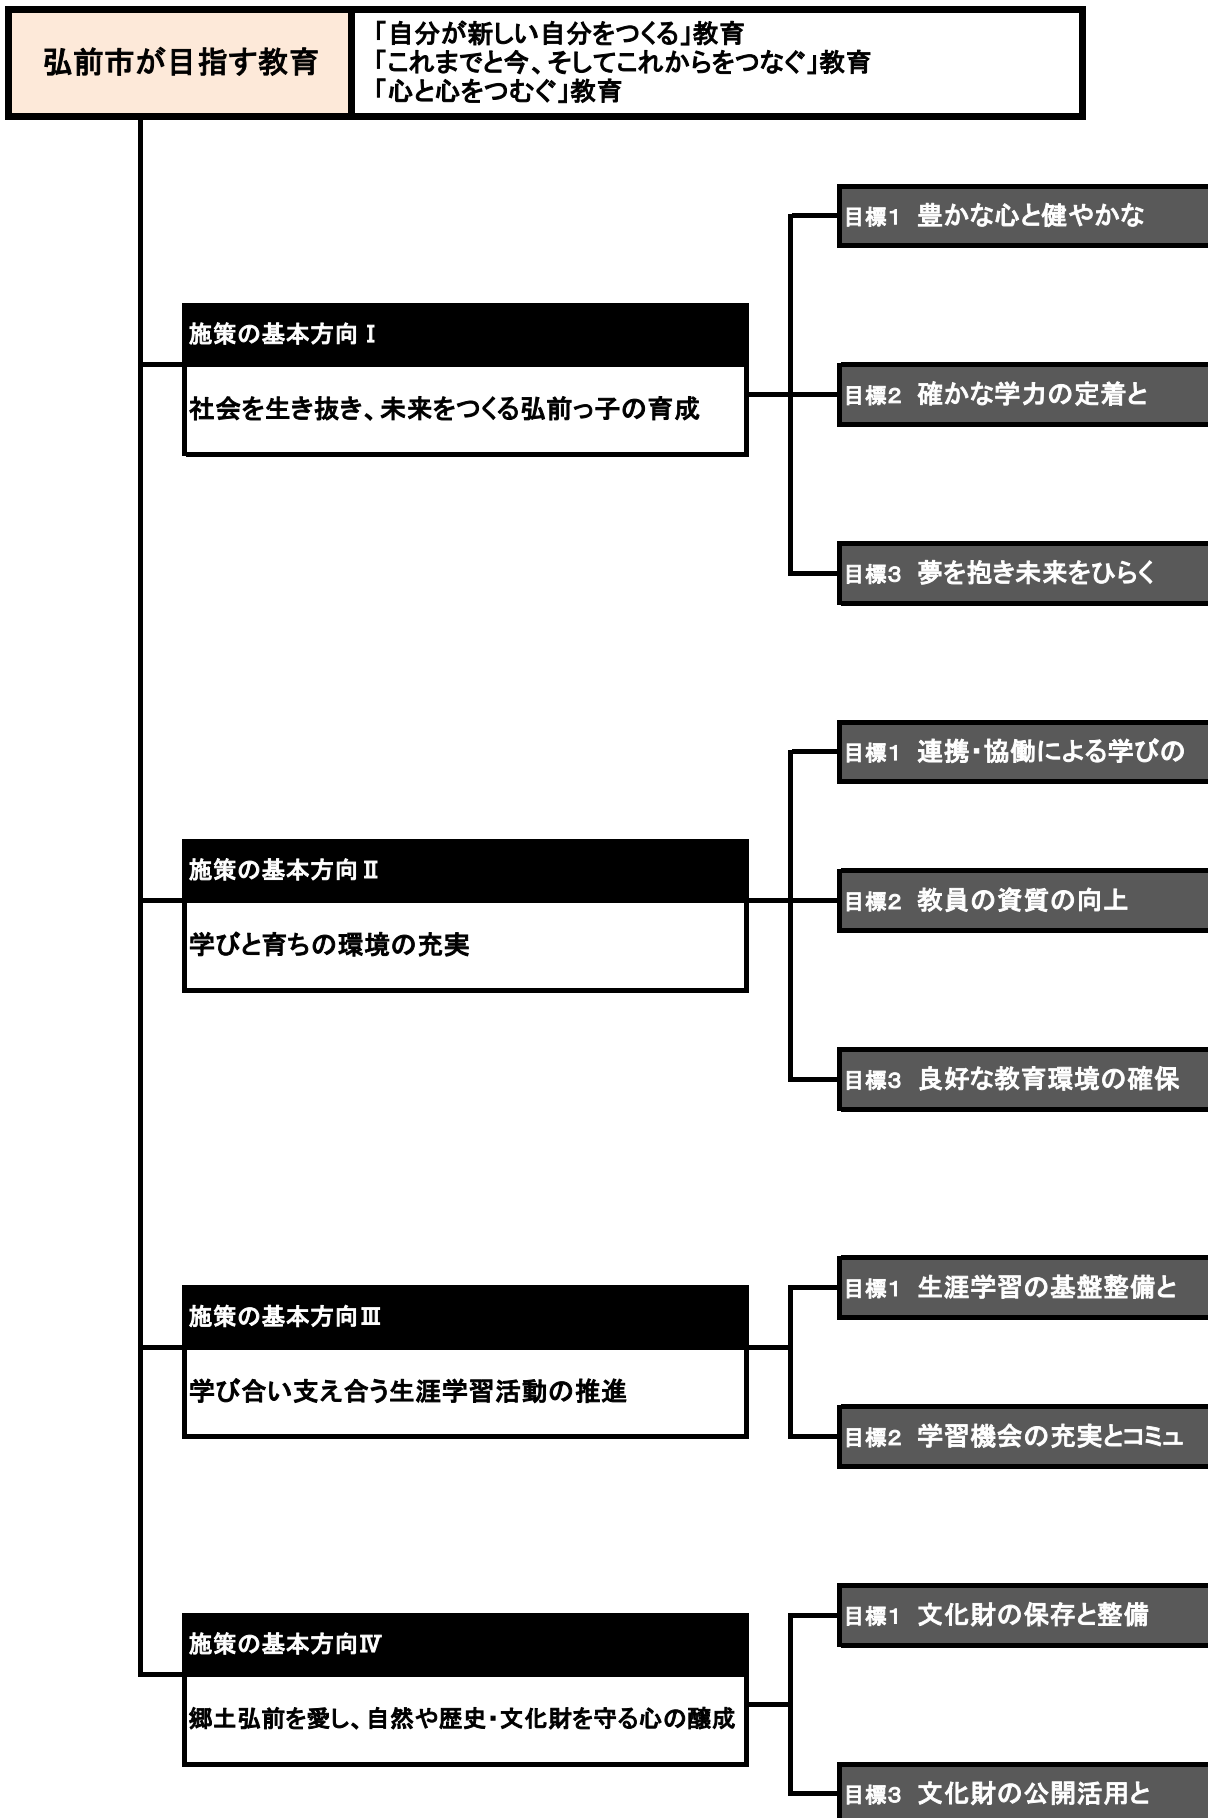 弘前市が目指す教育
「自分が新しい自分をつくる」教育
「これまでと今、そしてこれからをつなぐ」教育
「心と心をつむぐ」教育
施策の基本方向Ⅰ
社会を生き抜き、未来をつくる弘前っ子の育成
目標1 豊かな心と健やかな
目標2 確かな学力の定着と
目標3 夢を抱き未来をひらく
施策の基本方向Ⅱ
学びと育ちの環境の充実
目標1 連携・協働による学びの
目標2 教員の資質の向上
目標3 良好な教育環境の確保
施策の基本方向Ⅲ
学び合い支え合う生涯学習活動の推進
目標1 生涯学習の基盤整備と
目標2 学習機会の充実とコミュ
施策の基本方向Ⅳ
郷土弘前を愛し、自然や歴史・文化財を守る心の醸成
目標1 文化財の保存と整備
目標3 文化財の公開活用と